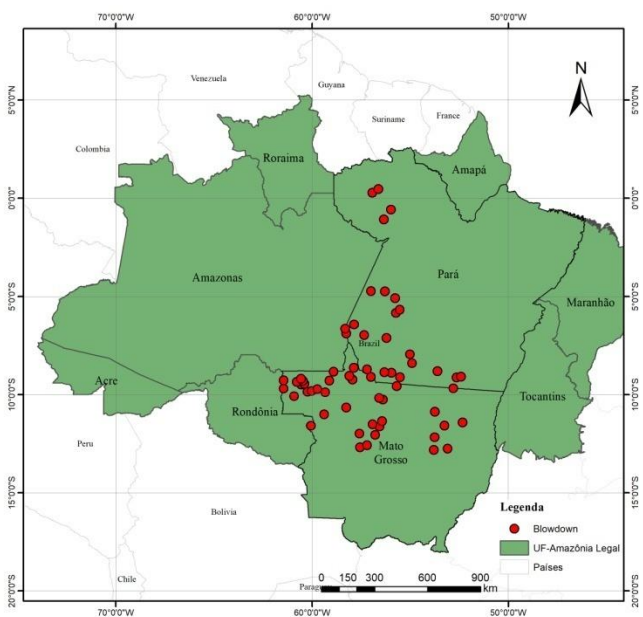 70°0'0"W 60°0'0"W 50°0'0"W
Venezuela
Guyana
N
5°0'0"N 5°0'0"N
Suriname
France
Colombia
Roraima
Amapá
0°0'0" 0°0'0"
Amazonas
Pará
5°0'0"S 5°0'0"S
Maranhão
Brazil
Acre
10°0'0"S 10°0'0"S
Rondônia
Tocantins
Peru
Mato
Grosso
Legenda
15°0'0"S 15°0'0"S
Bolivia
Blowdown
UF-Amazônia Legal
Países
Chile
0 150 300 600 900
km
20°0'0"S 20°0'0"S
70°0'0"W 60°0'0"W 50°0'0"W